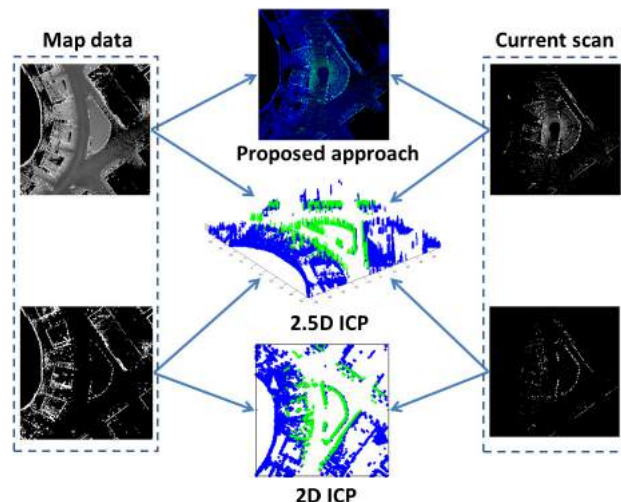 Map data
Current scan
Proposed approach
2.5D ICP
2D ICP